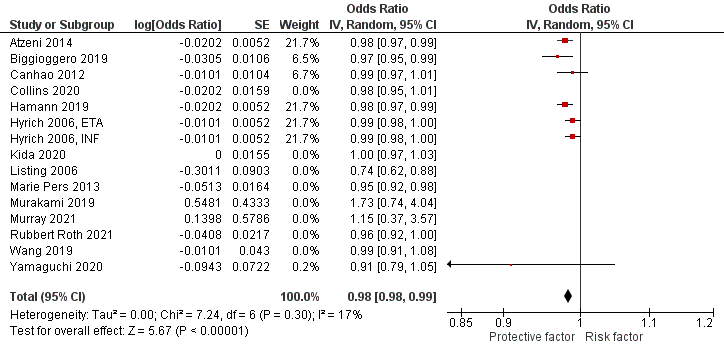 Odds Ratio Odds Ratio
Study or Subgroup log[Odds Ratio] SE Weight IV, Random, 95% CI IV, Random, 95% CI
Atzeni 2014 -0.0202 0.0052 21.7% 0.98 [0.97, 0.99]
Biggioggero 2019 -0.0305 0.0106 6.5% 0.97 [0.95, 0.99]
Canhao 2012 -0.0101 0.0104 6.7% 0.99 [0.97, 1.01]
Collins 2020 -0.0202 0.0159 0.0% 0.98 [0.95, 1.01]
Hamann 2019 -0.0202 0.0052 21.7% 0.98 [0.97, 0.99]
Hyrich 2006, ETA -0.0101 0.0052 21.7% 0.99 [0.98, 1.00]
Hyrich 2006, INF -0.0101 0.0052 21.7% 0.99 [0.98, 1.00]
Kida 2020 0 0.0155 0.0% 1.00 [0.97, 1.03]
Listing 2006 -0.3011 0.0903 0.0% 0.74 [0.62, 0.88]
Marie Pers 2013 -0.0513 0.0164 0.0% 0.95 [0.92, 0.98]
Murakami 2019 0.5481 0.4333 0.0% 1.73 [0.74, 4.04]
Murray 2021 0.1398 0.5786 0.0% 1.15 [0.37, 3.57]
Rubbert Roth 2021 -0.0408 0.0217 0.0% 0.96 [0.92, 1.00]
Wang 2019 -0.0101 0.043 0.0% 0.99 [0.91, 1.08]
Yamaguchi 2020 -0.0943 0.0722 0.2% 0.91 [0.79, 1.05]
Total (95% CI) 100.0% 0.98 [0.98, 0.99]
Heterogeneity: Tau² = 0.00; Chi² = 7.24, df = 6 (P = 0.30); I² = 17%
Test for overall effect: Z = 5.67 (P < 0.00001)
0.85 0.9 1 1.1 1.2
Protective factor Risk factor